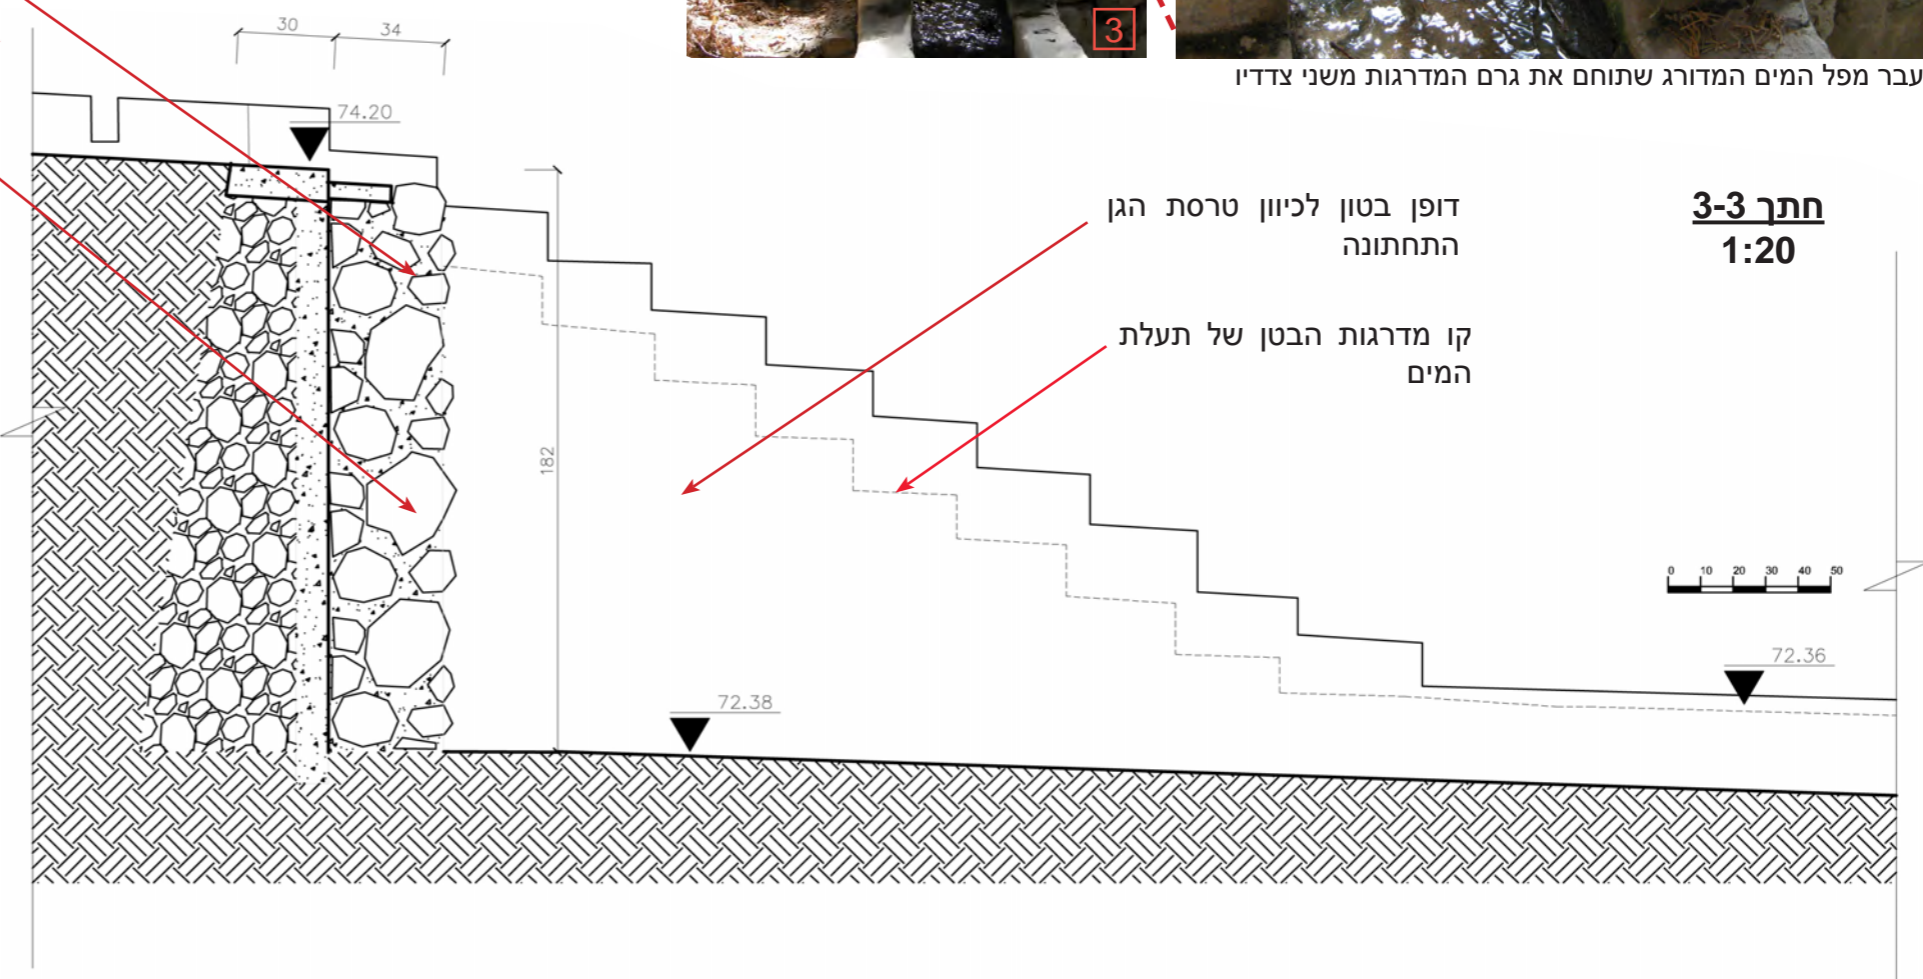 3
עבר מפל המים המדורג שתוחם את גרם המדרגות משני צדדיו
30
34
74.20
דופן בטון לכיוון טרסת הגן
התחתונה
חתך 3-3
1:20
קו מדרגות הבטן של תעלת
המים
182
0 10 20 30 40 50
72.36
72.38